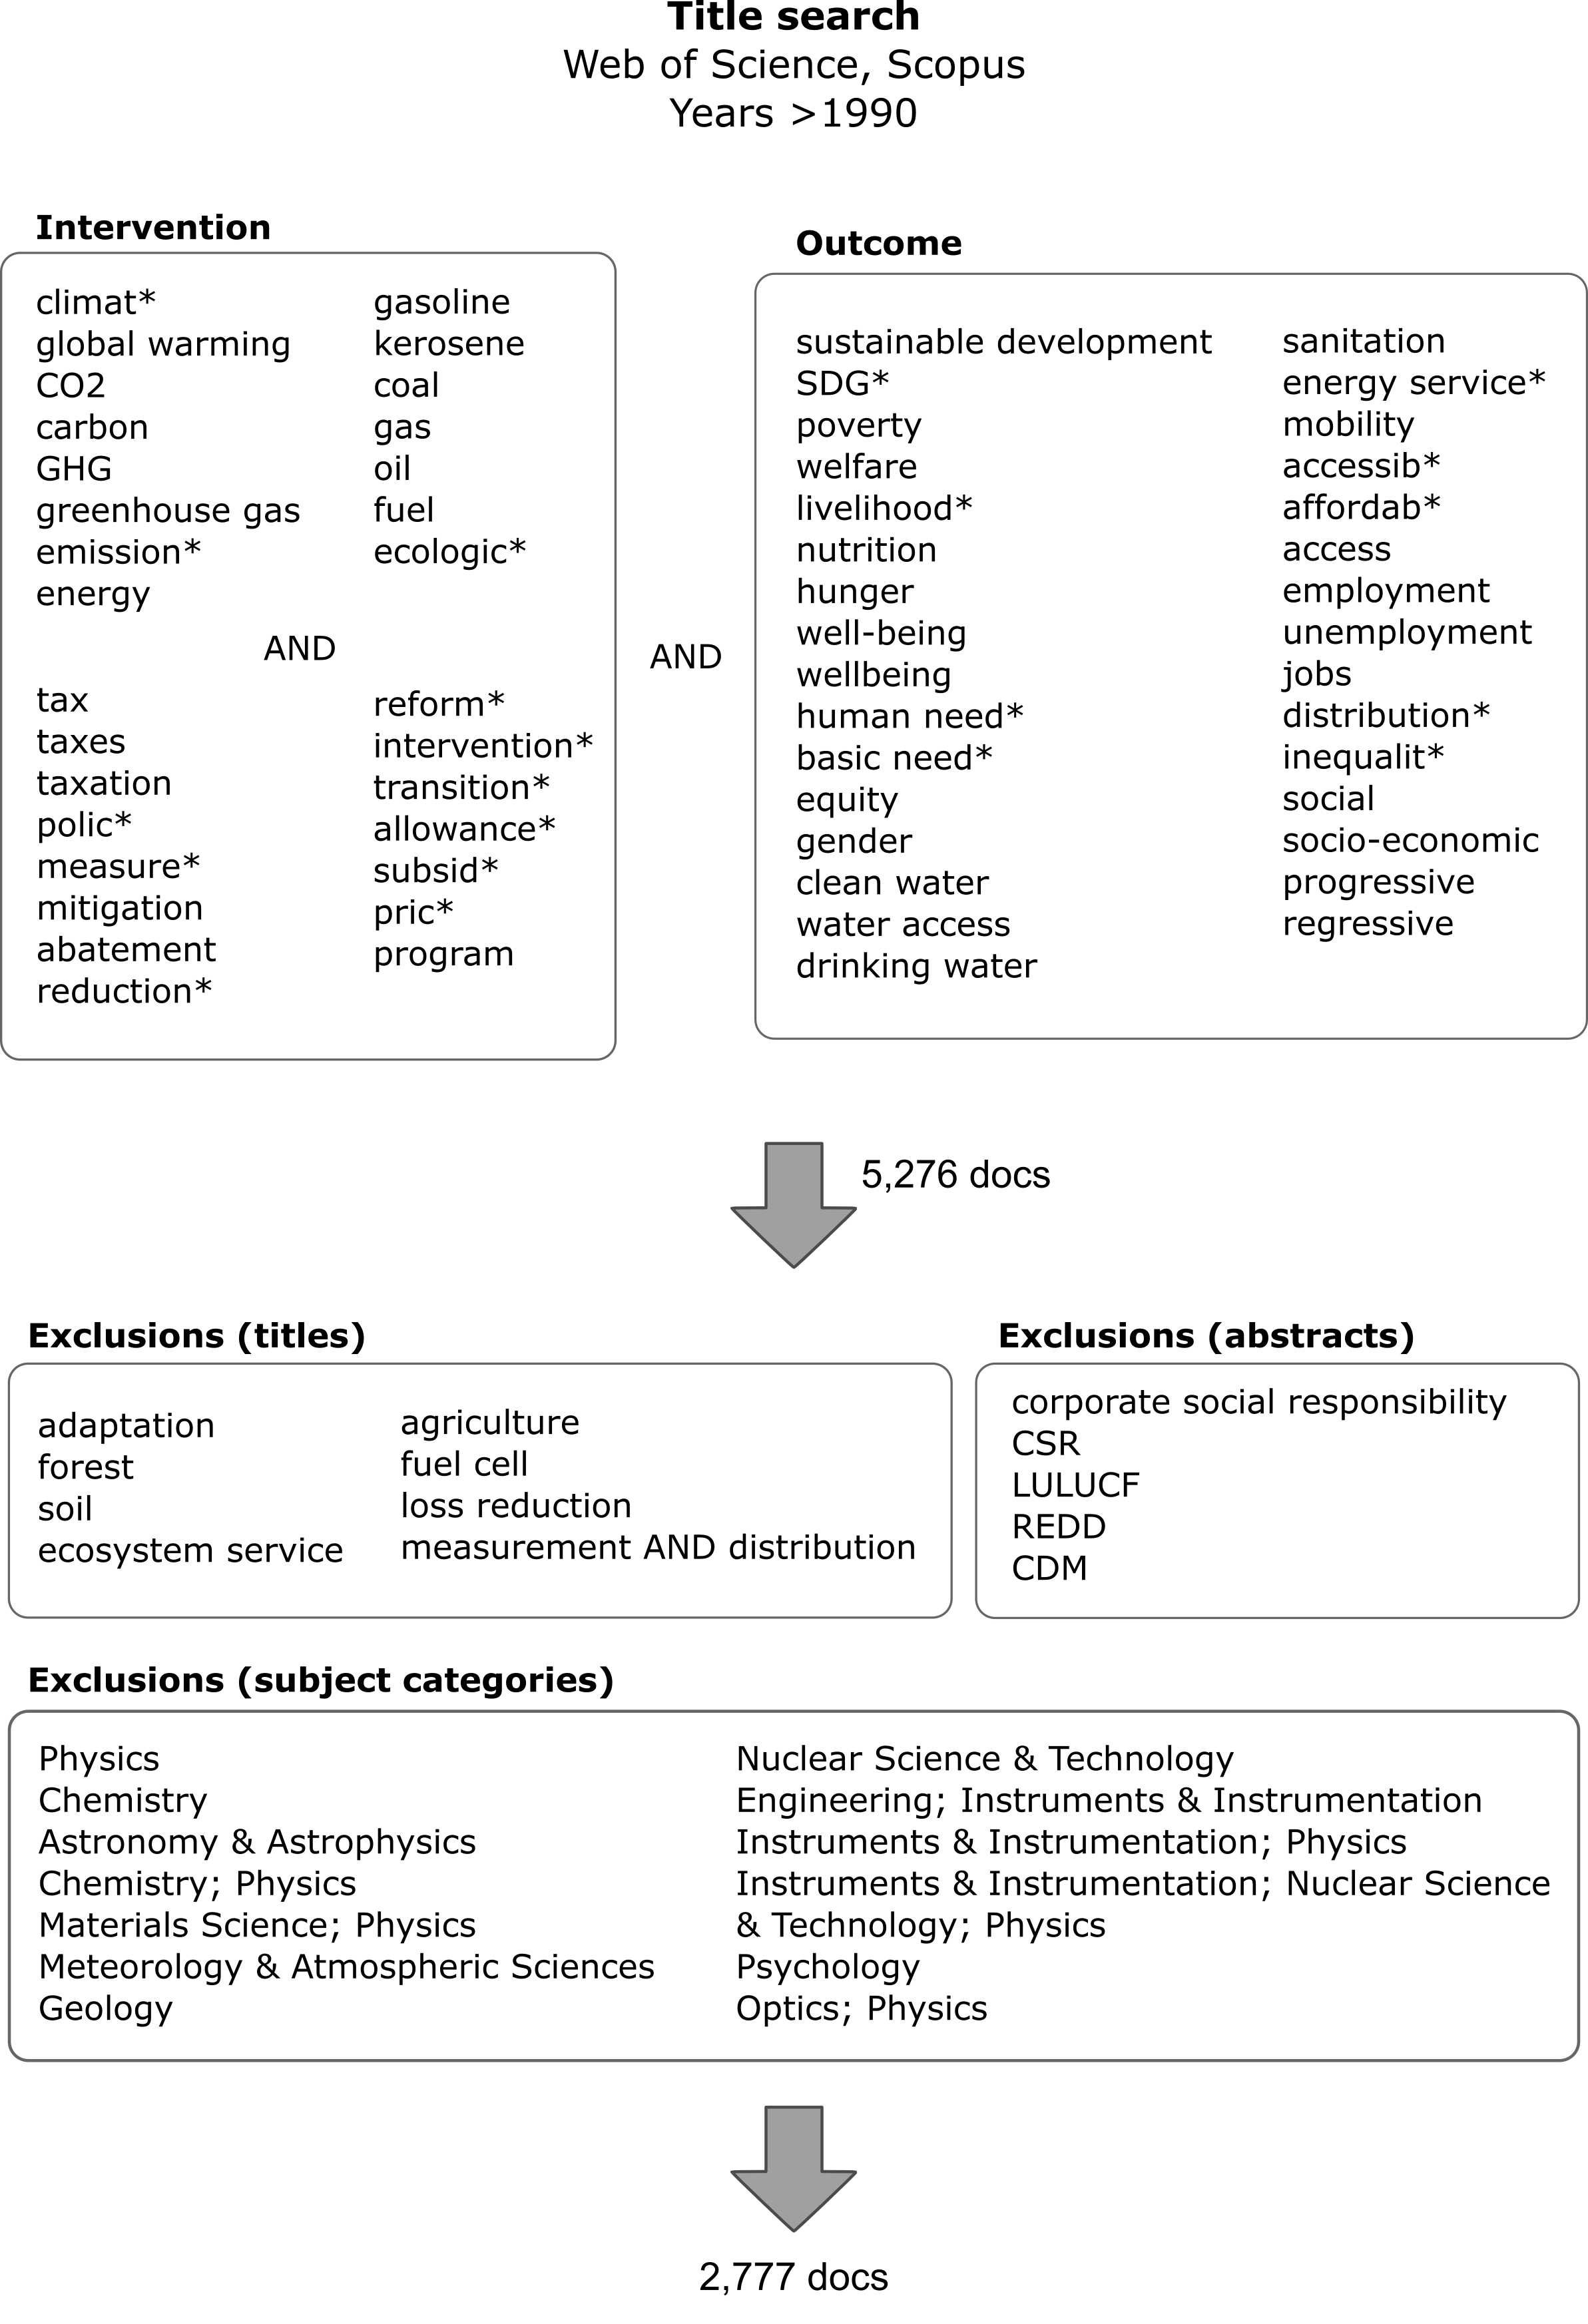 Title search
Web of Science, Scopus
Years >1990
Intervention
climat*
global warming
CO2
carbon
GHG
greenhouse gas
emission*
energy
gasoline
kerosene
coal
gas
oil
fuel
ecologic*
AND
tax
taxes
taxation
polic*
measure*
mitigation
abatement
reduction*
reform*
intervention*
transition*
allowance*
subsid*
pric*
program
AND
Outcome
sustainable development
SDG*
poverty
welfare
livelihood*
nutrition
hunger
well-being
wellbeing
human need*
basic need*
equity
gender
clean water
water access
drinking water
sanitation
energy service*
mobility
accessib*
affordab*
access
employment
unemployment
jobs
distribution*
inequalit*
social
socio-economic
progressive
regressive
5,276 docs
Exclusions (titles)
adaptation
forest
soil
ecosystem service
agriculture
fuel cell
loss reduction
measurement AND distribution
Exclusions (abstracts)
corporate social responsibility
CSR
LULUCF
REDD
CDM
Exclusions (subject categories)
Physics
Chemistry
Astronomy & Astrophysics
Chemistry; Physics
Materials Science; Physics
Meteorology & Atmospheric Sciences
Geology
Nuclear Science & Technology
Engineering; Instruments & Instrumentation
Instruments & Instrumentation; Physics
Instruments & Instrumentation; Nuclear Science
& Technology; Physics
Psychology
Optics; Physics
2,777 docs